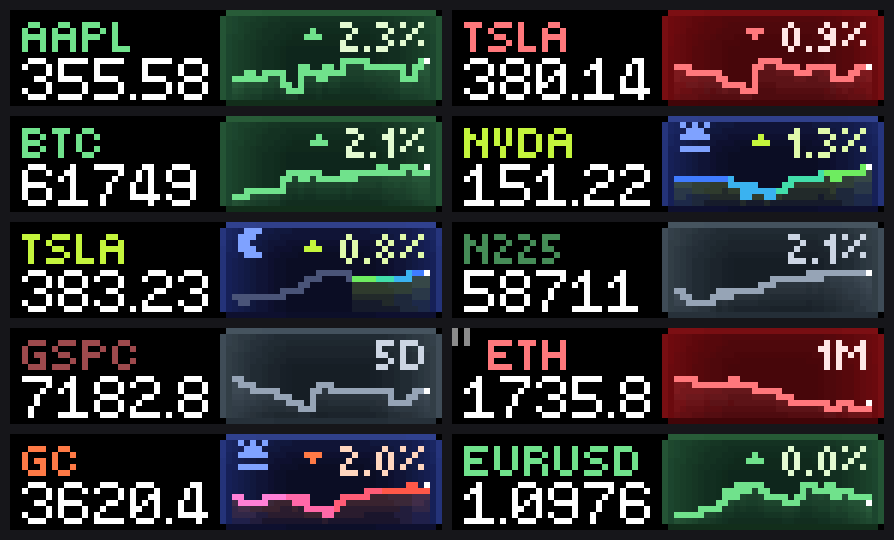 AAPL 2.3%
355.58
TSLA 0.9%
380.14
BTC 2.1%
61749
NVDA 1.3%
151.22
TSLA 0.8%
383.23
N225 2.1%
58711
GSPC 5D
7182.8
ETH 1M
1735.8
GC 2.0%
3620.4
EURUSD 0.0%
1.0976